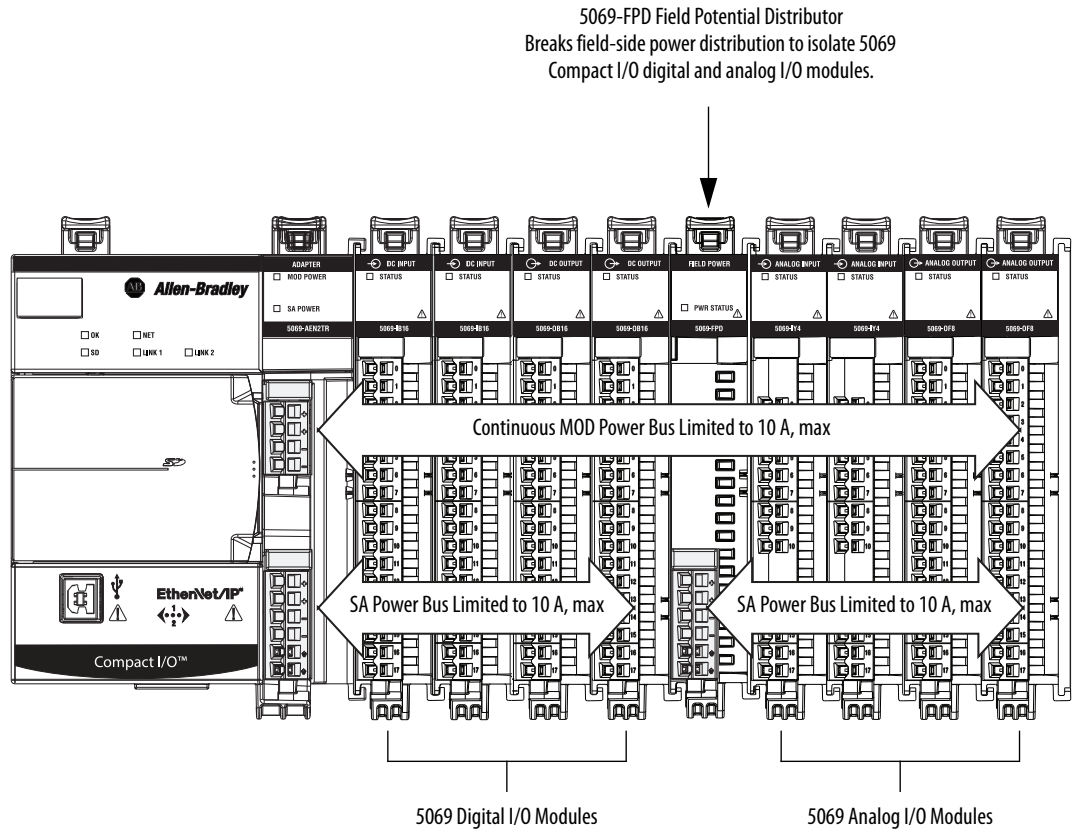 5069-FPD Field Potential Distributor
Breaks field-side power distribution to isolate 5069
Compact I/O digital and analog I/O modules.
AB Allen-Bradley
OK
NET
SD
LINK 1
LINK 2
EtherNet/IP™
1
2
Compact I/O™
ADAPTER
MOD POWER
SA POWER
5069-AEN2TR
DC INPUT
STATUS
5069-IB16
DC INPUT
STATUS
5069-IB16
DC OUTPUT
STATUS
5069-OB16
DC OUTPUT
STATUS
5069-OB16
FIELD POWER
PWR STATUS
5069-FPD
ANALOG INPUT
STATUS
5069-IY4
ANALOG INPUT
STATUS
5069-IY4
ANALOG OUTPUT
STATUS
5069-OF8
ANALOG OUTPUT
STATUS
5069-OF8
Continuous MOD Power Bus Limited to 10 A, max
SA Power Bus Limited to 10 A, max
SA Power Bus Limited to 10 A, max
5069 Digital I/O Modules
5069 Analog I/O Modules